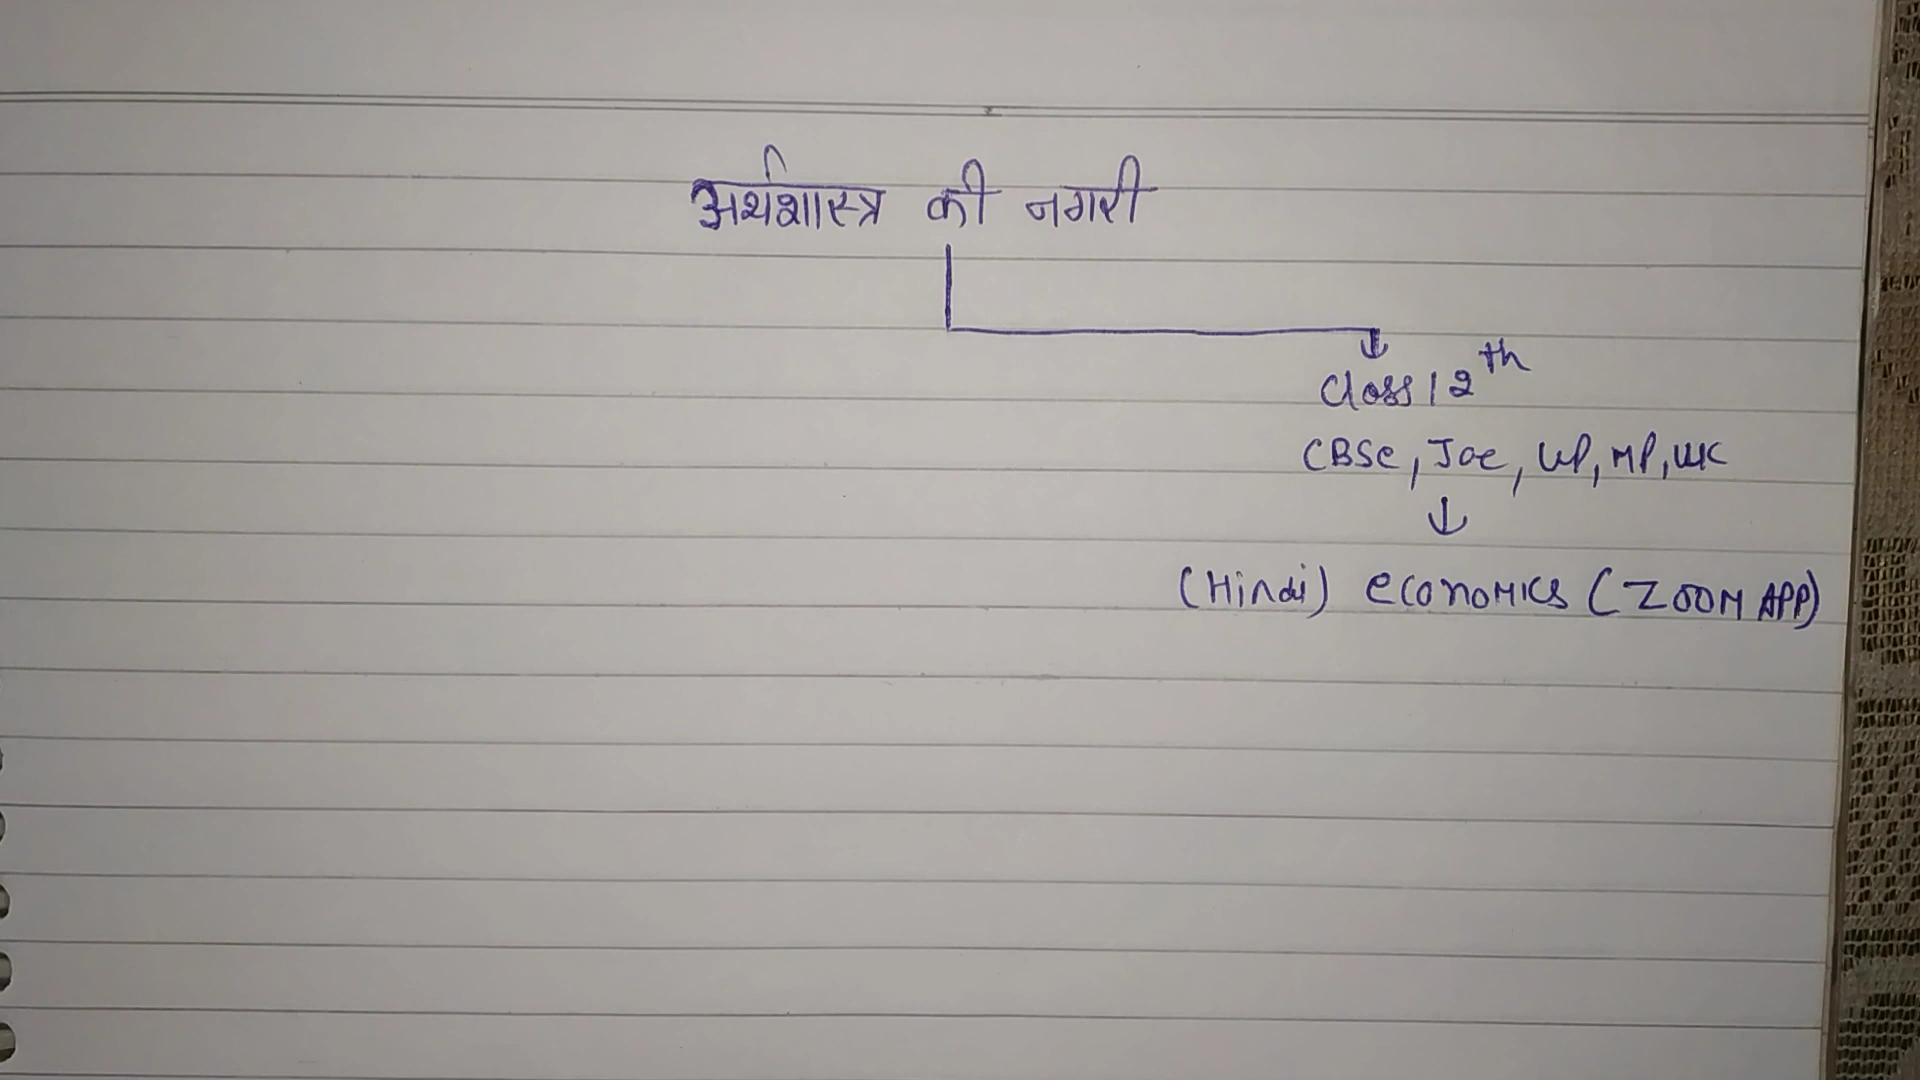 अर्थशास्त्र की नगरी
Class 12th
CBSE, Jac, UP, MP, UK
(Hindi) economics (ZOOM APP)